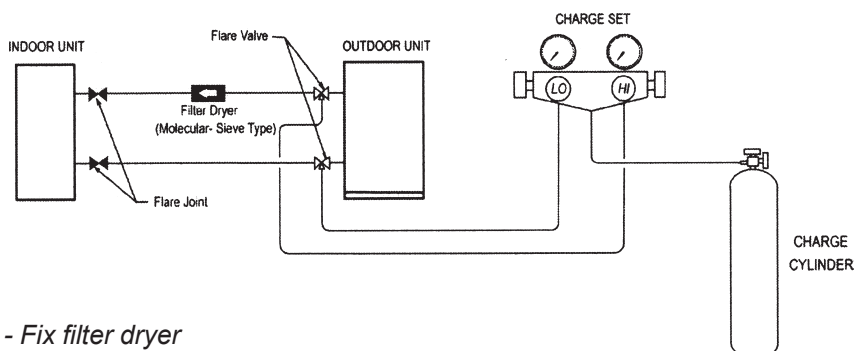 CHARGE SET
Flare Valve
INDOOR UNIT
OUTDOOR UNIT
LO
HI
Filter Dryer
(Molecular- Sieve Type)
Flare Joint
CHARGE
CYLINDER
- Fix filter dryer